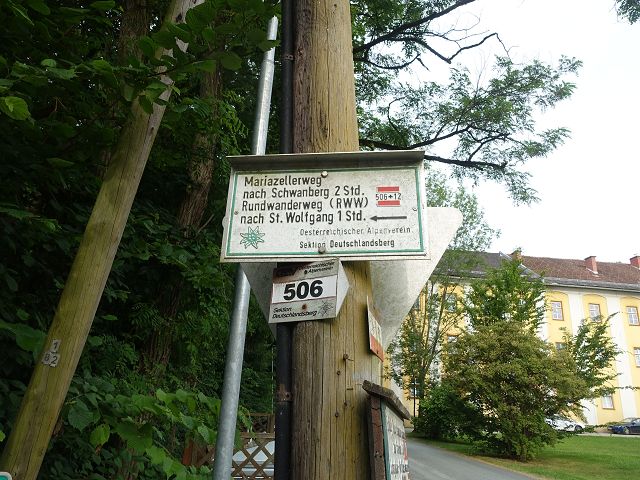 Mariazellerweg
nach Schwanberg 2 Std.
Rundwanderweg (RWW)
nach St. Wolfgang 1 Std.
506+12
Oesterreichischer Alpenverein
Sektion Deutschlandsberg
506
Sektion
Deutschlandsberg